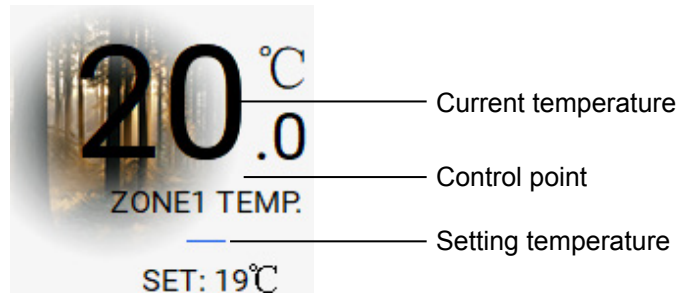 20.0℃
Current temperature
Control point
ZONE1 TEMP.
Setting temperature
SET: 19℃